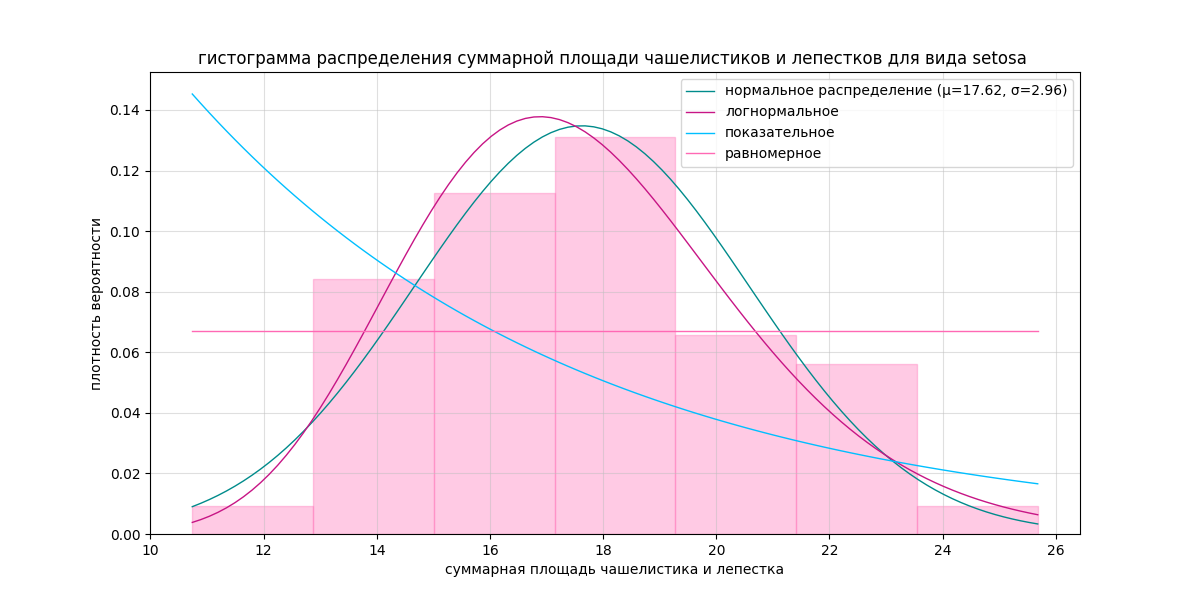 гистограмма распределения суммарной площади чашелистиков и лепестков для вида setosa
нормальное распределение (μ=17.62, σ=2.96)
логнормальное
показательное
равномерное
плотность вероятности
0.14
0.12
0.10
0.08
0.06
0.04
0.02
0.00
10 12 14 16 18 20 22 24 26
суммарная площадь чашелистика и лепестка